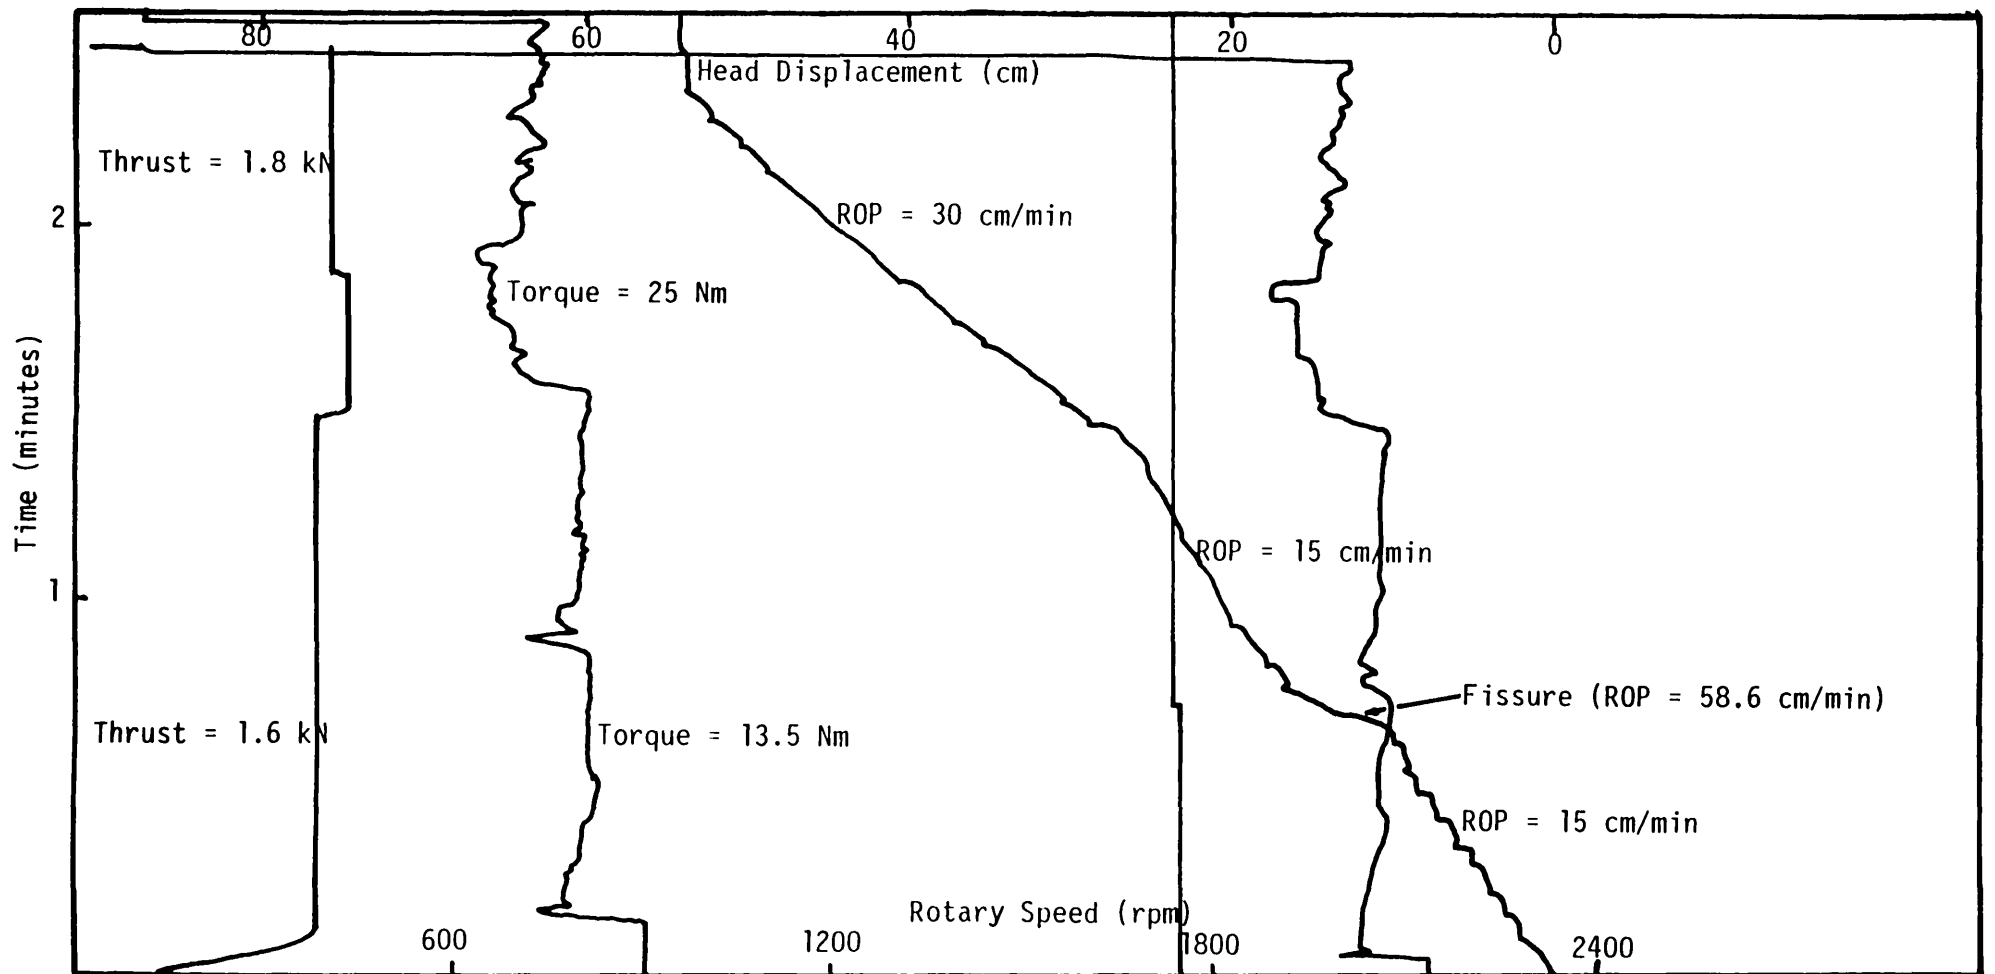 80 60 40 20 0
Head Displacement (cm)
Thrust = 1.8 kN
2
ROP = 30 cm/min
Torque = 25 Nm
Time (minutes)
ROP = 15 cm/min
1
Fissure (ROP = 58.6 cm/min)
Thrust = 1.6 kN
Torque = 13.5 Nm
ROP = 15 cm/min
Rotary Speed (rpm)
600 1200 1800 2400